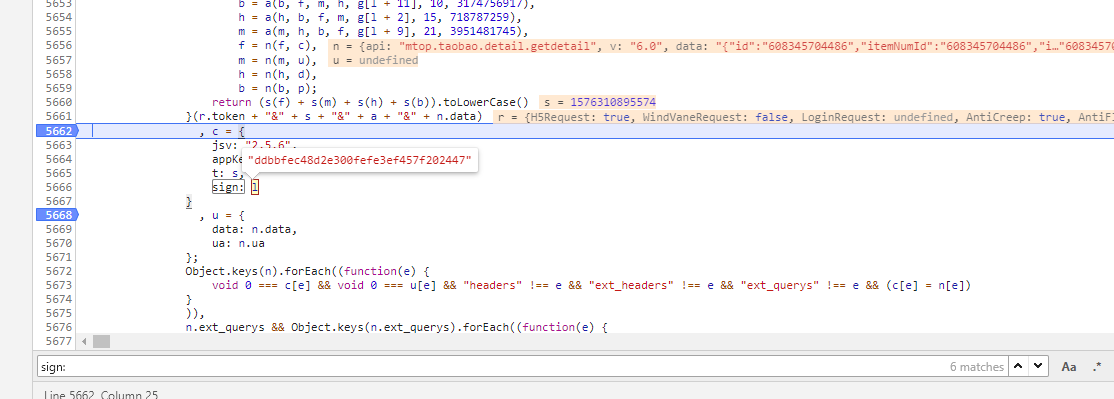 5653 b = a(b, f, m, h, g[l + 11], 10, 3174756917),
5654 h = a(h, b, f, m, g[l + 2], 15, 718787259),
5655 m = a(m, h, b, f, g[l + 9], 21, 3951481745),
5656 f = n(f, c), n = {api: "mtop.taobao.detail.getdetail", v: "6.0", data: "{"id":"608345704486","itemNumId":"608345704486","i…"6083457
5657 m = n(m, u), u = undefined
5658 h = n(h, d),
5659 b = n(b, p);
5660 return (s(f) + s(m) + s(h) + s(b)).toLowerCase() s = 1576310895574
5661 }(r.token + "&" + s + "&" + a + "&" + n.data) r = {H5Request: true, WindVaneRequest: false, LoginRequest: undefined, AntiCreep: true, AntiF
5662 , c = {
5663 jsv: "2.5.6",
5664 appKe "ddbbfec48d2e300fefe3ef457f202447"
5665 t: s,
5666 sign: l
5667 }
5668 , u = {
5669 data: n.data,
5670 ua: n.ua
5671 };
5672 Object.keys(n).forEach((function(e) {
5673 void 0 === c[e] && void 0 === u[e] && "headers" !== e && "ext_headers" !== e && "ext_querys" !== e && (c[e] = n[e])
5674 }
5675 )),
5676 n.ext_querys && Object.keys(n.ext_querys).forEach((function(e) {
5677
sign: 6 matches Aa .*
Line 5662, Column 25